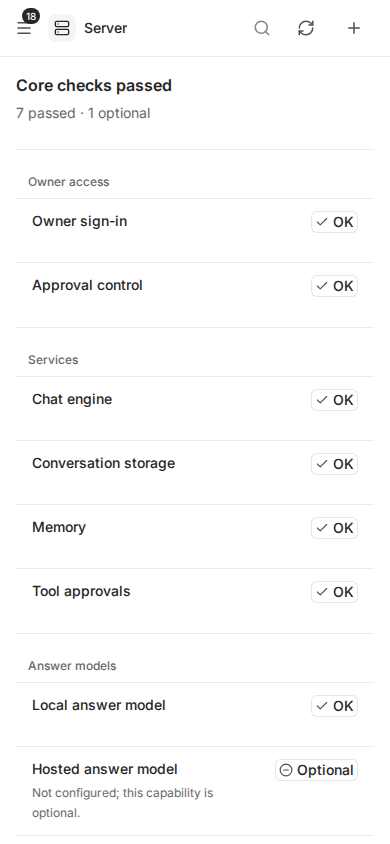 18
Server
Core checks passed
7 passed · 1 optional
Owner access
Owner sign-in
OK
Approval control
OK
Services
Chat engine
OK
Conversation storage
OK
Memory
OK
Tool approvals
OK
Answer models
Local answer model
OK
Hosted answer model
Optional
Not configured; this capability is
optional.